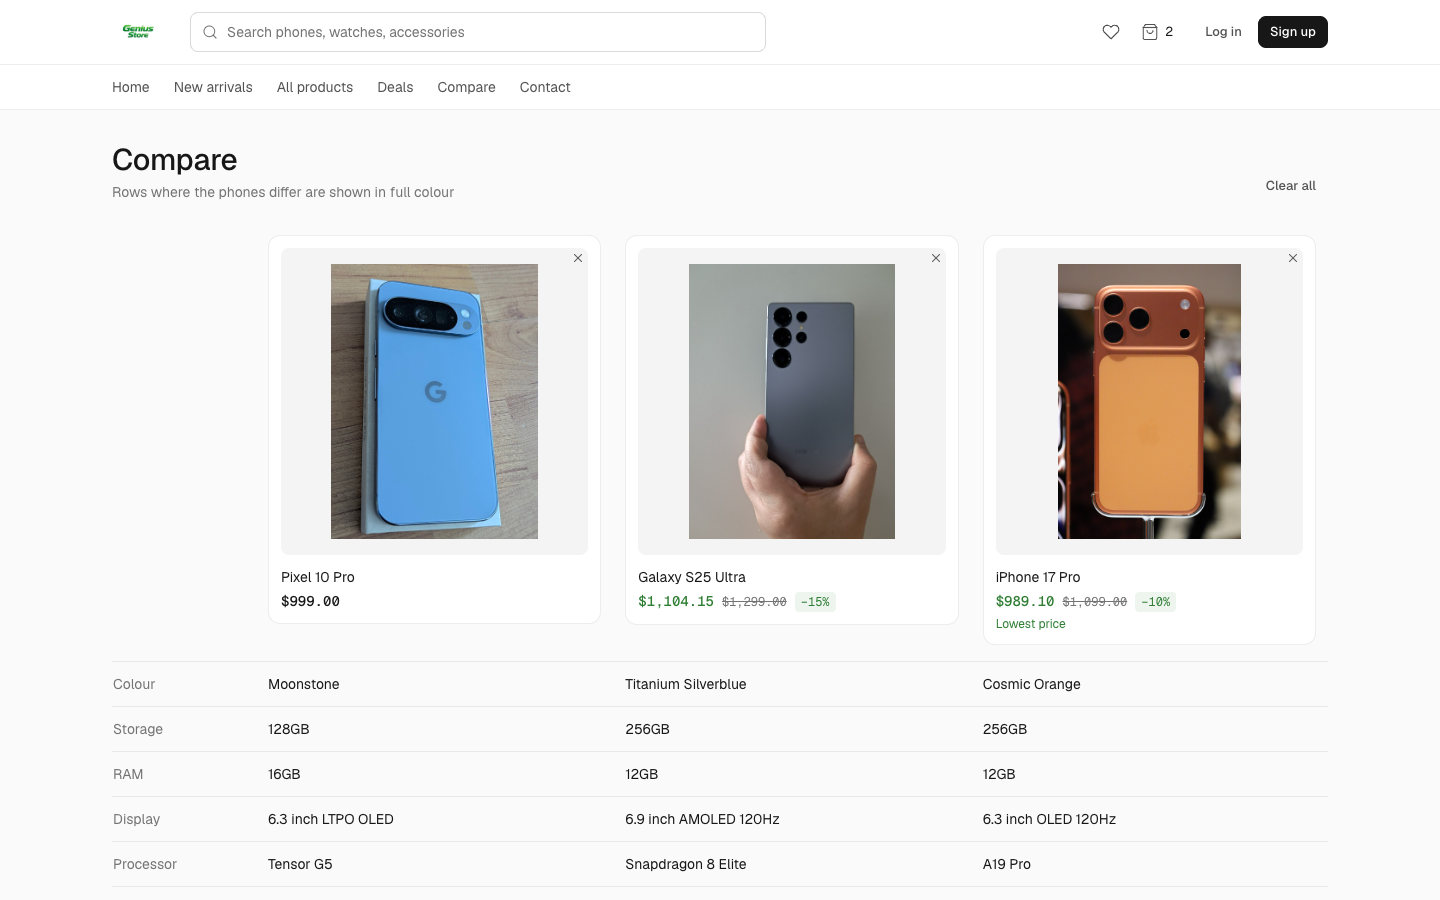 Genius
Store
Search phones, watches, accessories
2
Log in
Sign up
Home
New arrivals
All products
Deals
Compare
Contact
Compare
Rows where the phones differ are shown in full colour
Clear all
Pixel 10 Pro
$999.00
Galaxy S25 Ultra
$1,104.15 $1,299.00 −15%
iPhone 17 Pro
$989.10 $1,099.00 −10%
Lowest price
Colour Moonstone Titanium Silverblue Cosmic Orange
Storage 128GB 256GB 256GB
RAM 16GB 12GB 12GB
Display 6.3 inch LTPO OLED 6.9 inch AMOLED 120Hz 6.3 inch OLED 120Hz
Processor Tensor G5 Snapdragon 8 Elite A19 Pro